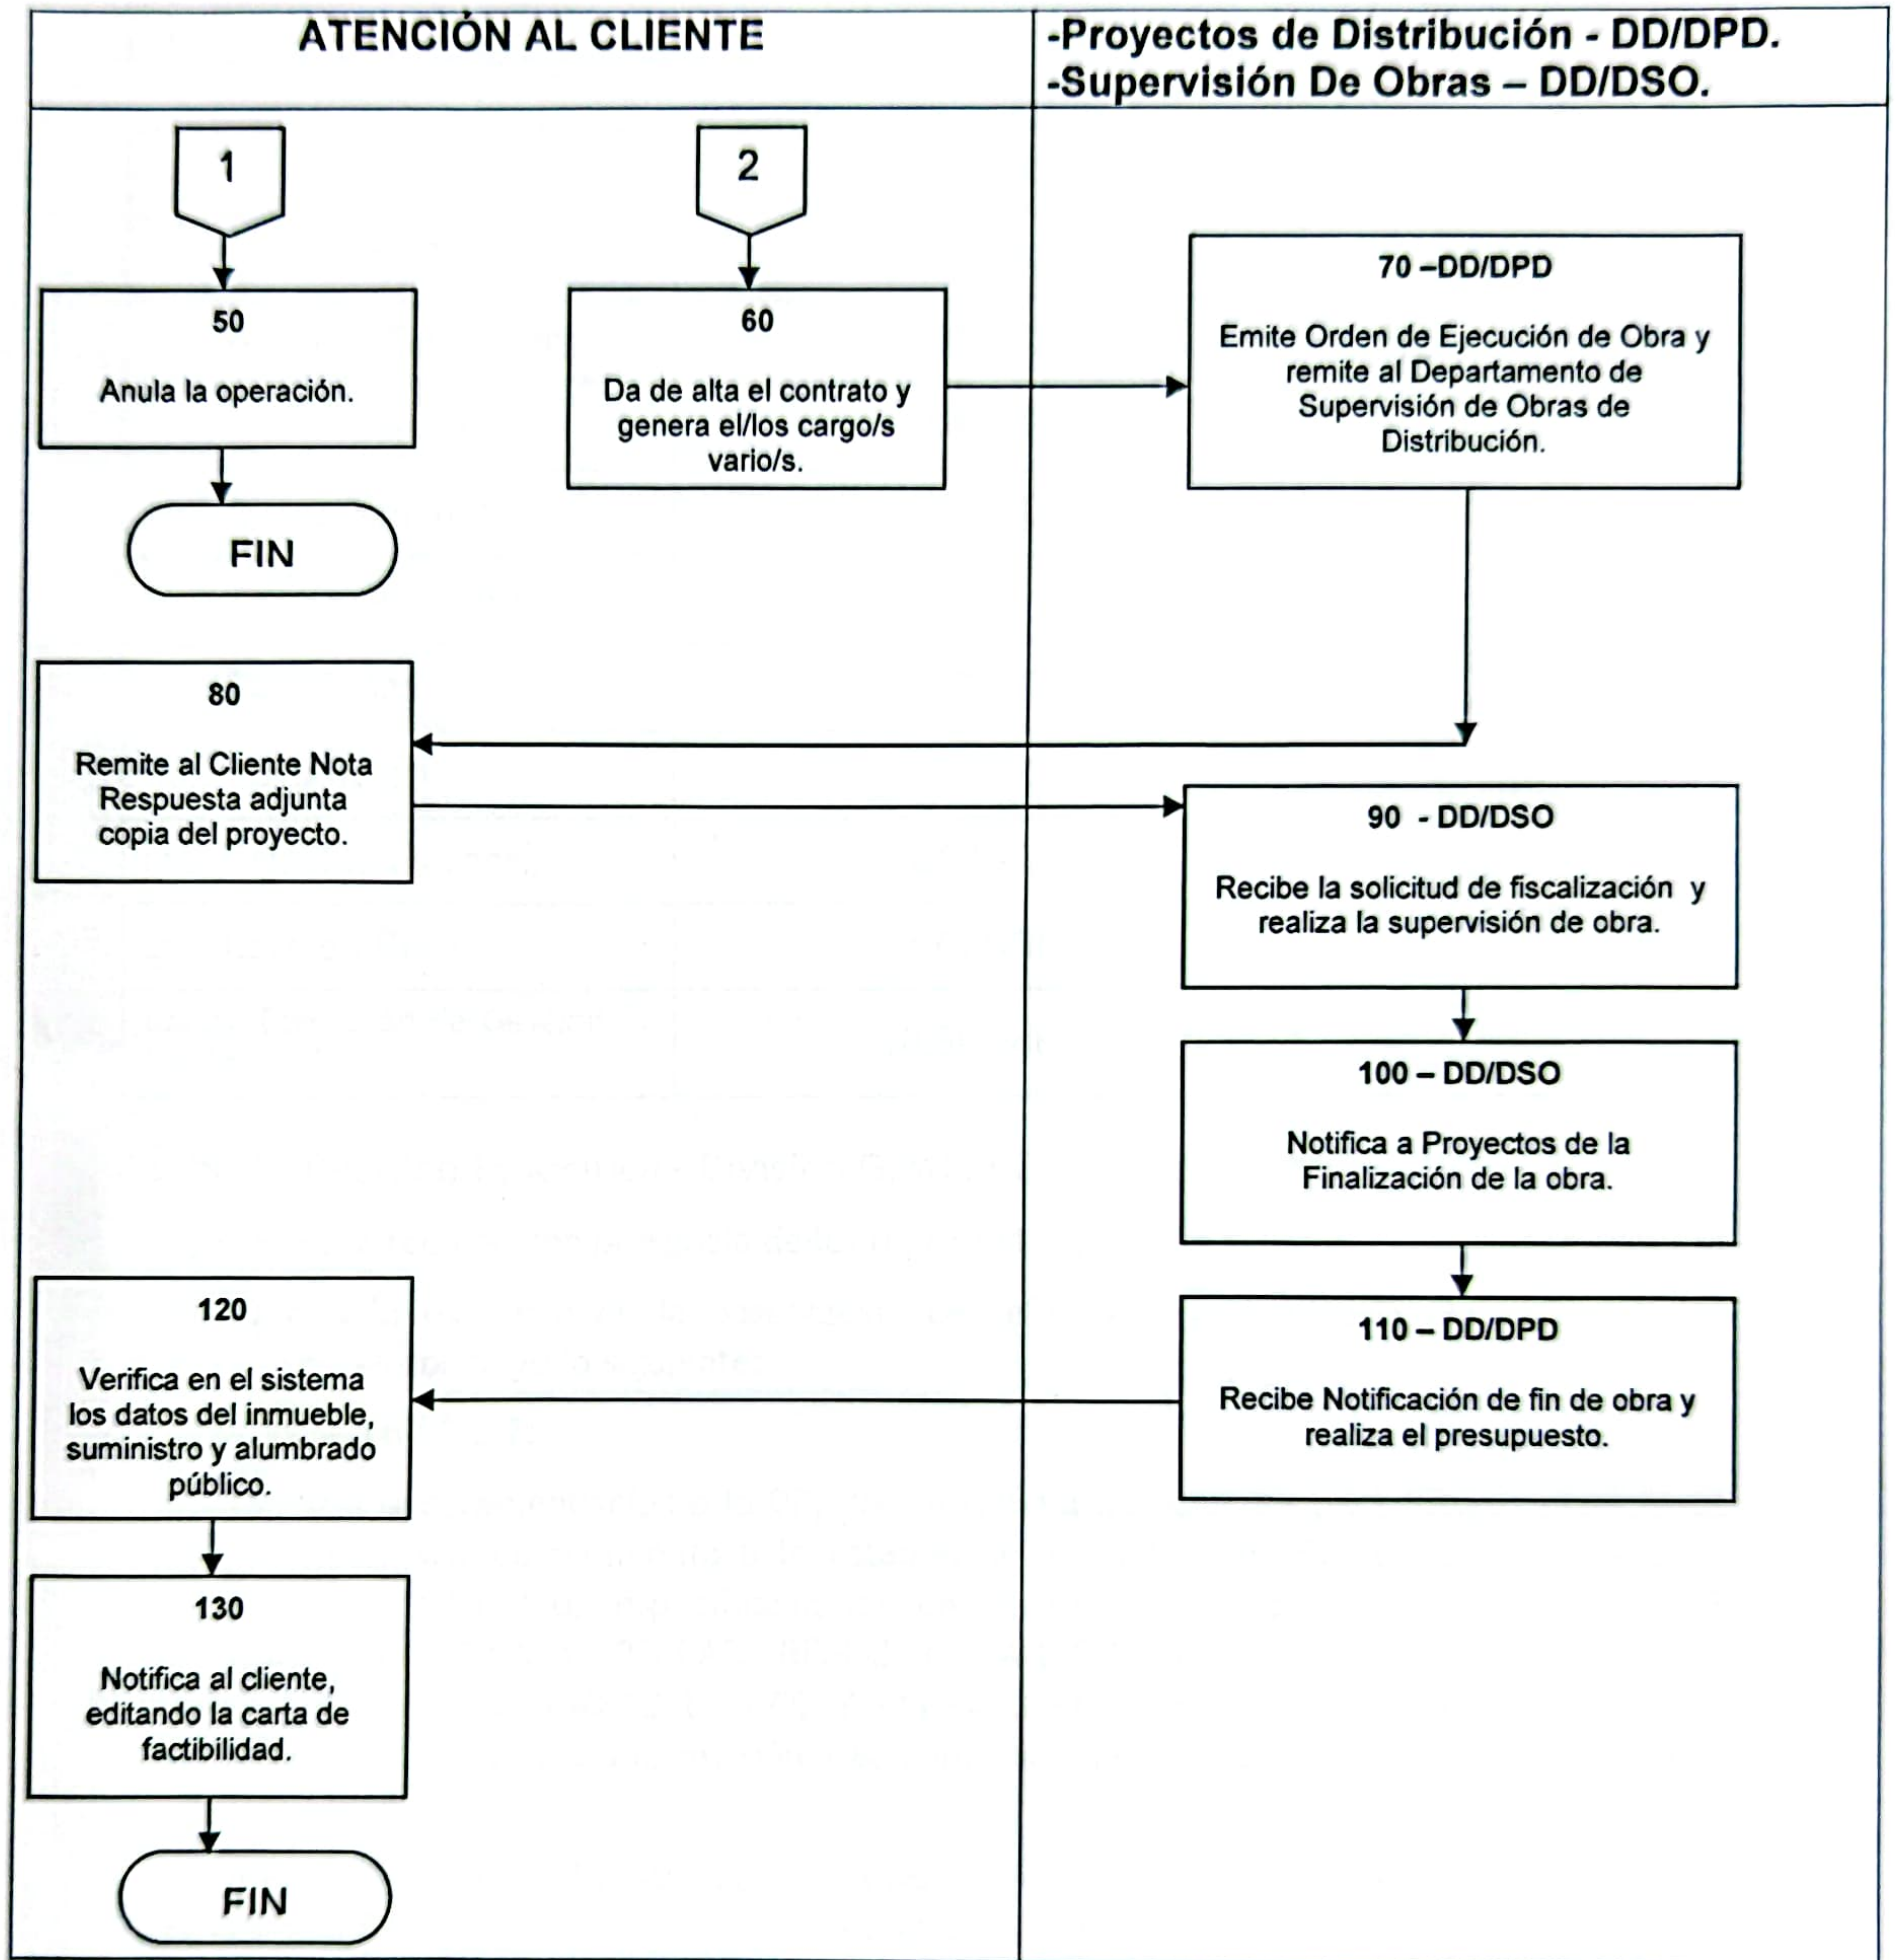 ATENCIÓN AL CLIENTE
-Proyectos de Distribución - DD/DPD.
-Supervisión De Obras – DD/DSO.
1
2
50
Anula la operación.
FIN
60
Da de alta el contrato y
genera el/los cargo/s
vario/s.
70 –DD/DPD
Emite Orden de Ejecución de Obra y
remite al Departamento de
Supervisión de Obras de
Distribución.
80
Remite al Cliente Nota
Respuesta adjunta
copia del proyecto.
90 - DD/DSO
Recibe la solicitud de fiscalización y
realiza la supervisión de obra.
100 – DD/DSO
Notifica a Proyectos de la
Finalización de la obra.
110 – DD/DPD
Recibe Notificación de fin de obra y
realiza el presupuesto.
120
Verifica en el sistema
los datos del inmueble,
suministro y alumbrado
público.
130
Notifica al cliente,
editando la carta de
factibilidad.
FIN